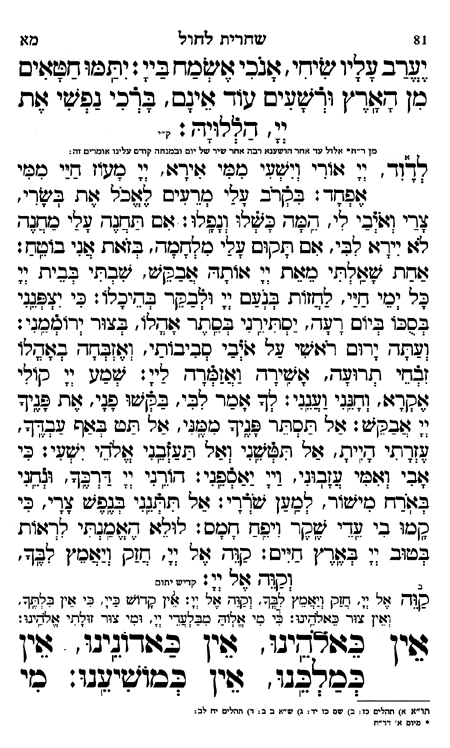 81 שחרית לחול מא
יֶעֱרַב עָלָיו שִׂיחִי, אָנֹכִי אֶשְׂמַח בַּייָ׃ יִתַּמּוּ חַטָּאִים
מִן הָאָרֶץ וּרְשָׁעִים עוֹד אֵינָם, בָּרְכִי נַפְשִׁי אֶת
יְיָ, הַלְלוּיָהּ׃ ק״י
מן ר״ח* אלול עד אחר הושענא רבה אחר שיר של יום ובמנחה קודם עלינו אומרים זה׃
לְדָוִד, יְיָ אוֹרִי וְיִשְׁעִי מִמִּי אִירָא, יְיָ מָעוֹז חַיַּי מִמִּי
אֶפְחָד׃ בִּקְרֹב עָלַי מְרֵעִים לֶאֱכֹל אֶת בְּשָׂרִי,
צָרַי וְאֹיְבַי לִי, הֵמָּה כָּשְׁלוּ וְנָפָלוּ׃ אִם תַּחֲנֶה עָלַי מַחֲנֶה
לֹא יִירָא לִבִּי, אִם תָּקוּם עָלַי מִלְחָמָה, בְּזֹאת אֲנִי בוֹטֵחַ׃
אַחַת שָׁאַלְתִּי מֵאֵת יְיָ אוֹתָהּ אֲבַקֵּשׁ, שִׁבְתִּי בְּבֵית יְיָ
כָּל יְמֵי חַיַּי, לַחֲזוֹת בְּנֹעַם יְיָ וּלְבַקֵּר בְּהֵיכָלוֹ׃ כִּי יִצְפְּנֵנִי
בְּסֻכּוֹ בְּיוֹם רָעָה, יַסְתִּירֵנִי בְּסֵתֶר אָהֳלוֹ, בְּצוּר יְרוֹמְמֵנִי׃
וְעַתָּה יָרוּם רֹאשִׁי עַל אֹיְבַי סְבִיבוֹתַי, וְאֶזְבְּחָה בְאָהֳלוֹ
זִבְחֵי תְרוּעָה, אָשִׁירָה וַאֲזַמְּרָה לַייָ׃ שְׁמַע יְיָ קוֹלִי
אֶקְרָא, וְחָנֵּנִי וַעֲנֵנִי׃ לְךָ אָמַר לִבִּי, בַּקְּשׁוּ פָנָי, אֶת פָּנֶיךָ
יְיָ אֲבַקֵּשׁ׃ אַל תַּסְתֵּר פָּנֶיךָ מִמֶּנִּי, אַל תַּט בְּאַף עַבְדֶּךָ,
עֶזְרָתִי הָיִיתָ, אַל תִּטְּשֵׁנִי וְאַל תַּעַזְבֵנִי אֱלֹהֵי יִשְׁעִי׃ כִּי
אָבִי וְאִמִּי עֲזָבוּנִי, וַייָ יַאַסְפֵנִי׃ הוֹרֵנִי יְיָ דַּרְכֶּךָ, וּנְחֵנִי
בְּאֹרַח מִישׁוֹר, לְמַעַן שֹׁרְרָי׃ אַל תִּתְּנֵנִי בְּנֶפֶשׁ צָרָי, כִּי
קָמוּ בִי עֵדֵי שֶׁקֶר וִיפֵחַ חָמָס׃ לוּלֵא הֶאֱמַנְתִּי לִרְאוֹת
בְּטוּב יְיָ בְּאֶרֶץ חַיִּים׃ קַוֵּה אֶל יְיָ, חֲזַק וְיַאֲמֵץ לִבֶּךָ,
וְקַוֵּה אֶל יְיָ׃ קדיש יתום
קַוֵּה אֶל יְיָ, חֲזַק וְיַאֲמֵץ לִבֶּךָ, וְקַוֵּה אֶל יְיָ׃ אֵין קָדוֹשׁ כַּייָ, כִּי אֵין בִּלְתֶּךָ,
וְאֵין צוּר כֵּאלֹהֵינוּ׃ כִּי מִי אֱלוֹהַּ מִבַּלְעֲדֵי יְיָ, וּמִי צוּר זוּלָתִי אֱלֹהֵינוּ׃
אֵין כֵּאלֹהֵינוּ, אֵין כַּאדוֹנֵינוּ, אֵין
כְּמַלְכֵּנוּ, אֵין כְּמוֹשִׁיעֵנוּ׃ מִי
תו״א א) תהלים כז׃ ב) שם כז יד׃ ג) ש״א ב ב׃ ד) תהלים יח לב׃
* מיום א׳ דר״ח